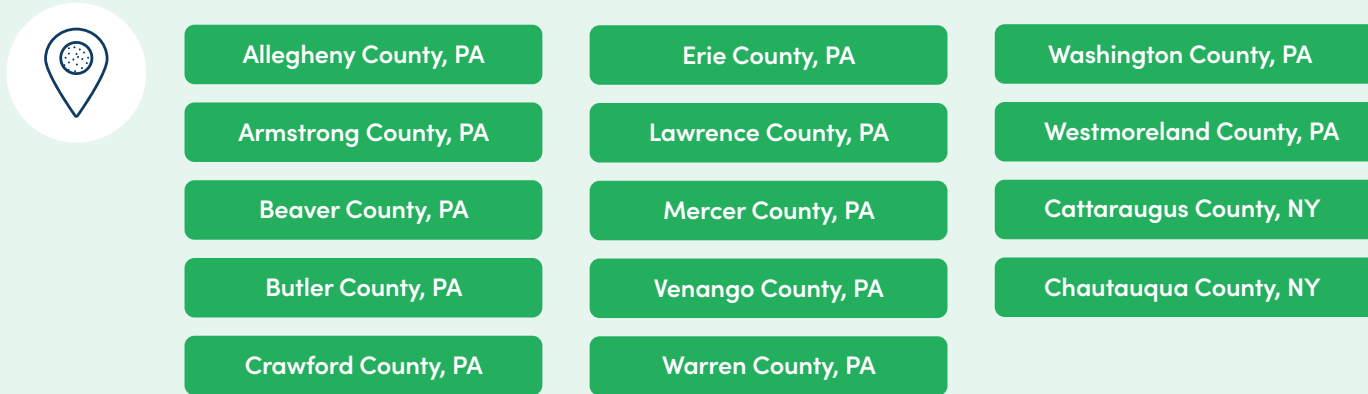 Allegheny County, PA
Armstrong County, PA
Beaver County, PA
Butler County, PA
Crawford County, PA
Erie County, PA
Lawrence County, PA
Mercer County, PA
Venango County, PA
Warren County, PA
Washington County, PA
Westmoreland County, PA
Cattaraugus County, NY
Chautauqua County, NY